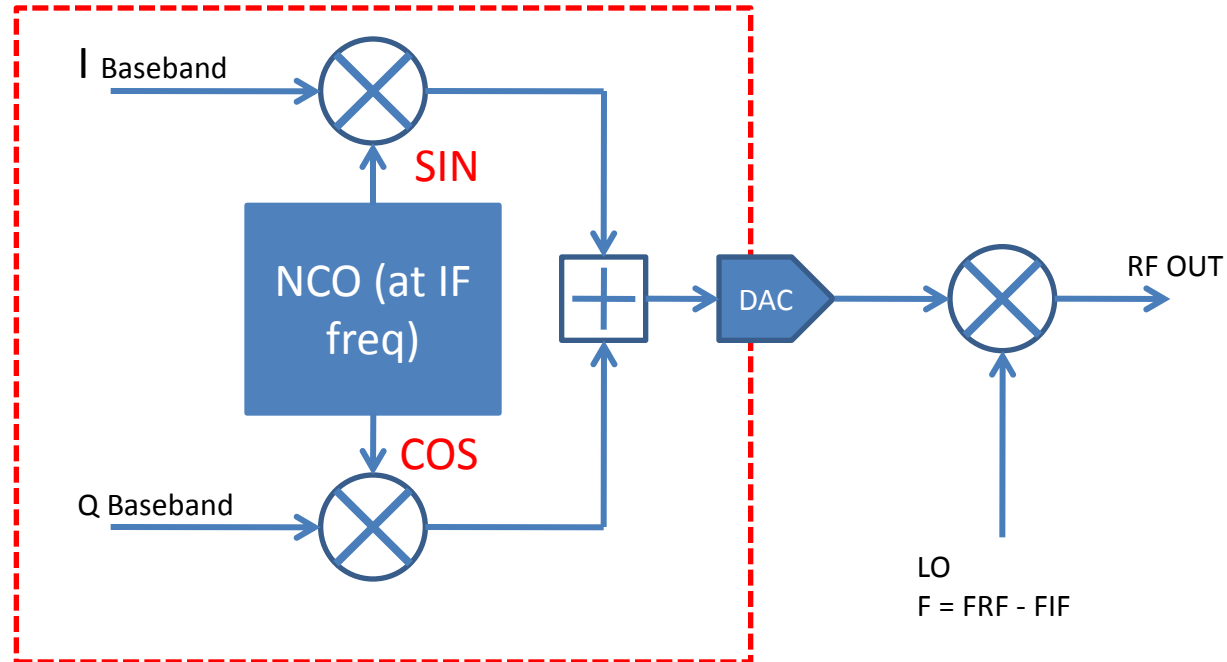 I Baseband
SIN
NCO (at IF
freq)
DAC
RF OUT
COS
Q Baseband
LO
F = FRF - FIF